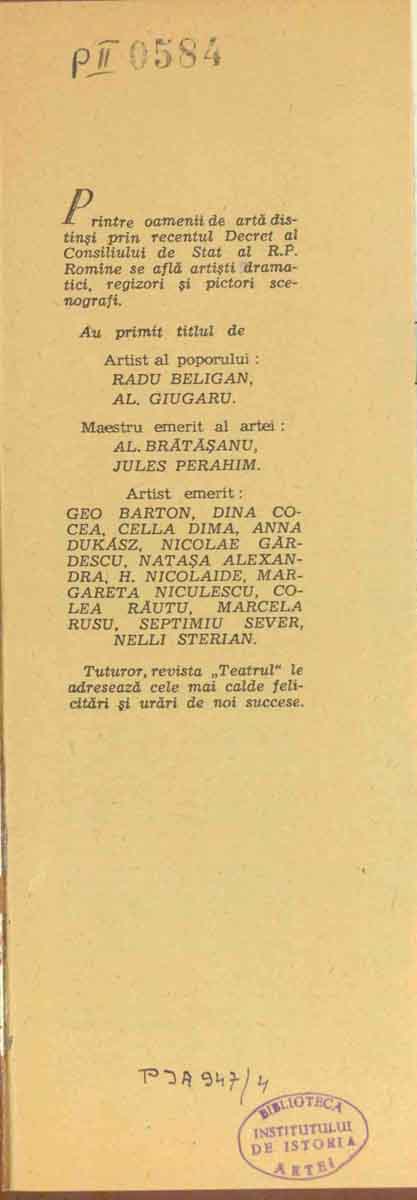 PII 0584
Printre oamenii de artă dis-
tinşi prin recentul Decret al
Consiliului de Stat al R.P.
Romîne se află artişti drama-
tici, regizori şi pictori sce-
nografi.
Au primit titlul de
Artist al poporului :
RADU BELIGAN,
AL. GIUGARU.
Maestru emerit al artei :
AL. BRĂTĂŞANU,
JULES PERAHIM.
Artist emerit :
GEO BARTON, DINA CO-
CEA, CELLA DIMA, ANNA
DUKÁSZ, NICOLAE GĂR-
DESCU, NATAŞA ALEXAN-
DRA, H. NICOLAIDE, MAR-
GARETA NICULESCU, CO-
LEA RĂUTU, MARCELA
RUSU, SEPTIMIU SEVER,
NELLI STERIAN.
Tuturor, revista „Teatrul" le
adresează cele mai calde feli-
citări şi urări de noi succese.
947/4
BIBLIOTECA
INSTITUTULUI
DE ISTORIA
ARTEI